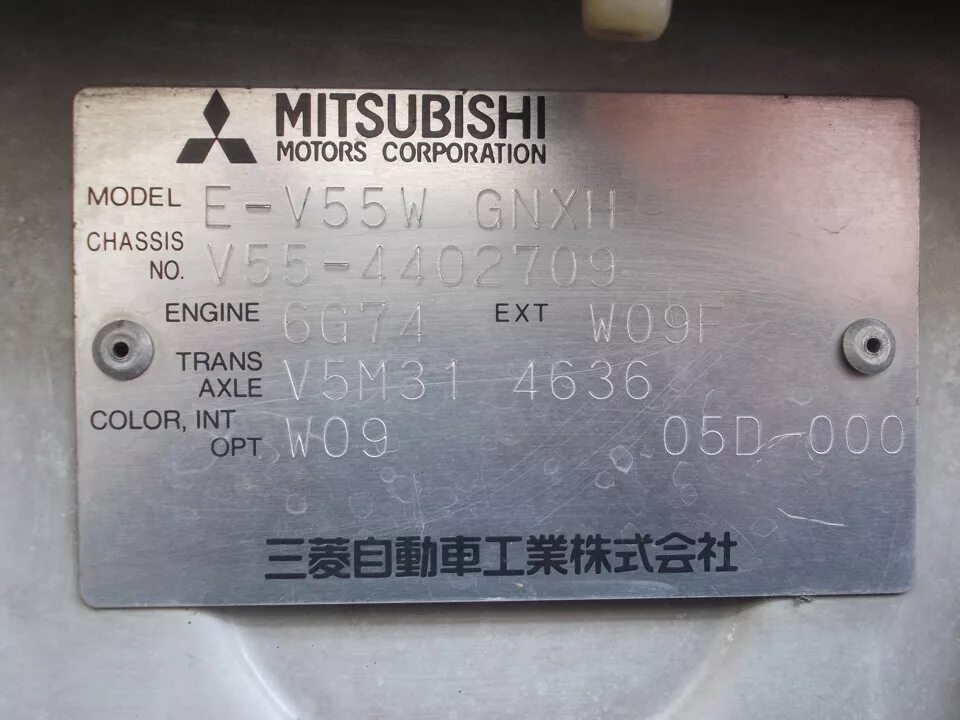 MITSUBISHI
MOTORS CORPORATION
MODEL E-V55W GNXH
CHASSIS NO. V55-4402709
ENGINE 6G74 EXT W09F
TRANS AXLE V5M31 4636
COLOR, INT OPT W09 05D-000
三菱自動車工業株式会社